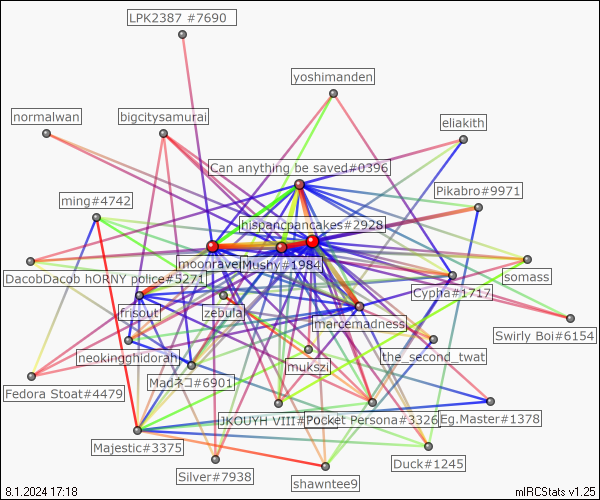 LPK2387 #7690
yoshimanden
normalwan
bigcitysamurai
eliakith
Can anything be saved#0396
Pikabro#9971
ming#4742
hispancpancakes#2928
moonravel
Mushy#1984
DacobDacob hORNY police#5271
somass
Cypha#1717
frisout
zebula
marcemadness
Swirly Boi#6154
neokingghidorah
the_second_twat
mukszi
Madネコ#6901
Fedora Stoat#4479
JKOUYH VIII#
Pocket Persona#3326
Eg.Master#1378
Majestic#3375
Duck#1245
Silver#7938
shawntee9
8.1.2024 17:18
mIRCStats v1.25